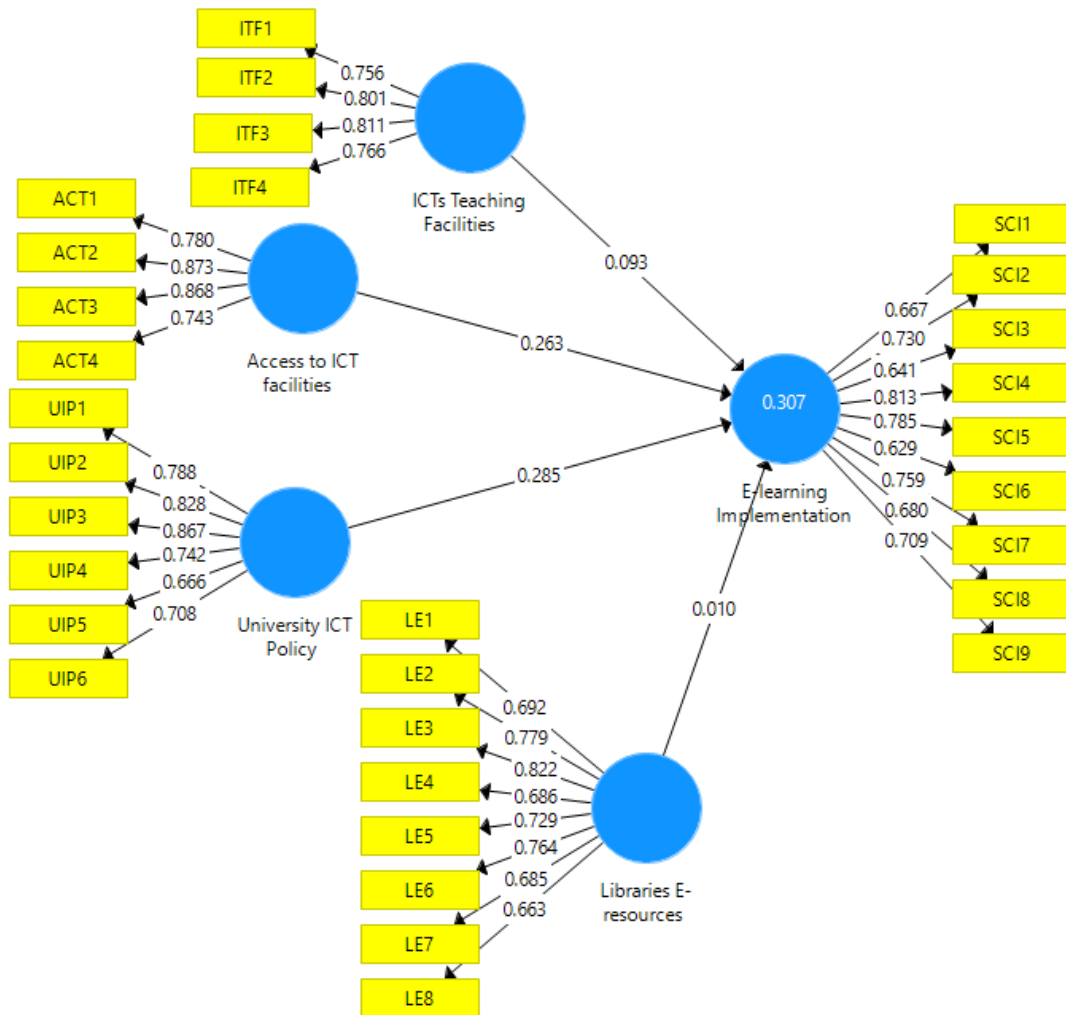 ITF1
ITF2
ITF3
ITF4
0.756
0.801
0.811
0.766
ICTs Teaching
Facilities
ACT1
ACT2
ACT3
ACT4
0.780
0.873
0.868
0.743
Access to ICT
facilities
UIP1
UIP2
UIP3
UIP4
UIP5
UIP6
0.788
0.828
0.867
0.742
0.666
0.708
University ICT
Policy
LE1
LE2
LE3
LE4
LE5
LE6
LE7
LE8
0.692
0.779
0.822
0.686
0.729
0.764
0.685
0.663
Libraries E-
resources
0.093
0.263
0.285
0.010
0.307
E-learning
Implementation
0.667
0.730
0.641
0.813
0.785
0.629
0.759
0.680
0.709
SCI1
SCI2
SCI3
SCI4
SCI5
SCI6
SCI7
SCI8
SCI9